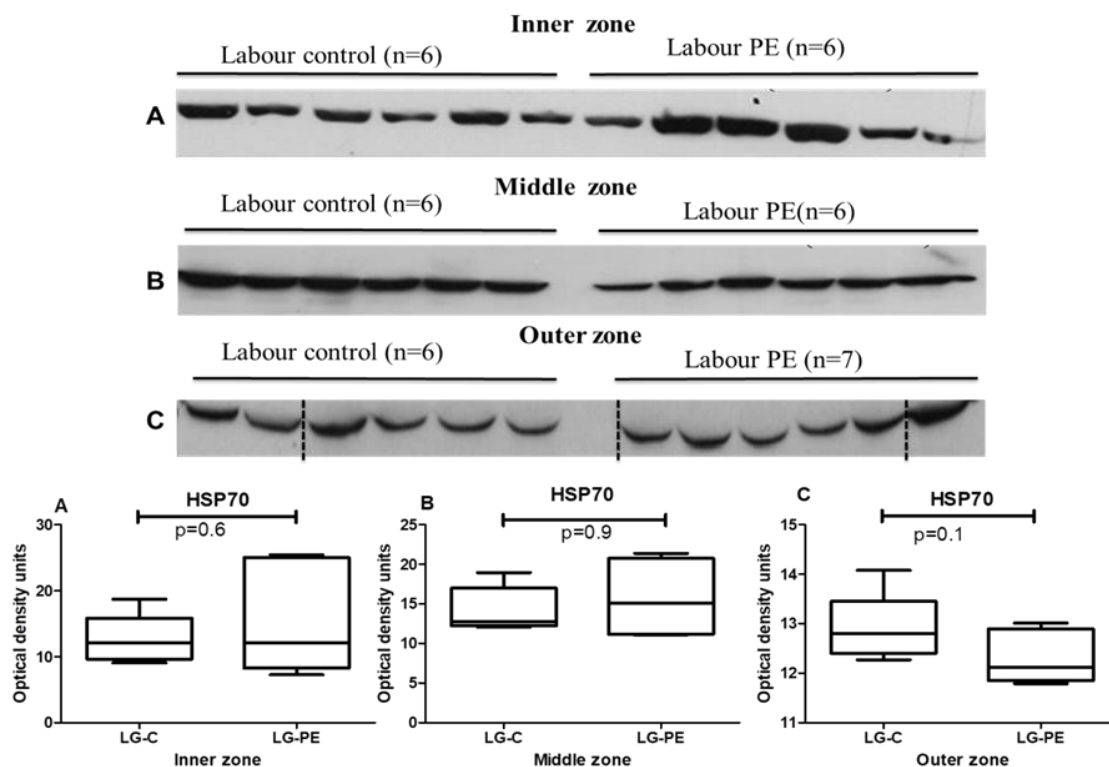 Inner zone
Labour control (n=6) Labour PE (n=6)
A
Middle zone
Labour control (n=6) Labour PE(n=6)
B
Outer zone
Labour control (n=6) Labour PE (n=7)
C
A
HSP70
p=0.6
Optical density units
30
20
10
0
LG-C LG-PE
Inner zone
B
HSP70
p=0.9
Optical density units
25
20
15
10
5
0
LG-C LG-PE
Middle zone
C
HSP70
p=0.1
Optical density units
15
14
13
12
11
LG-C LG-PE
Outer zone